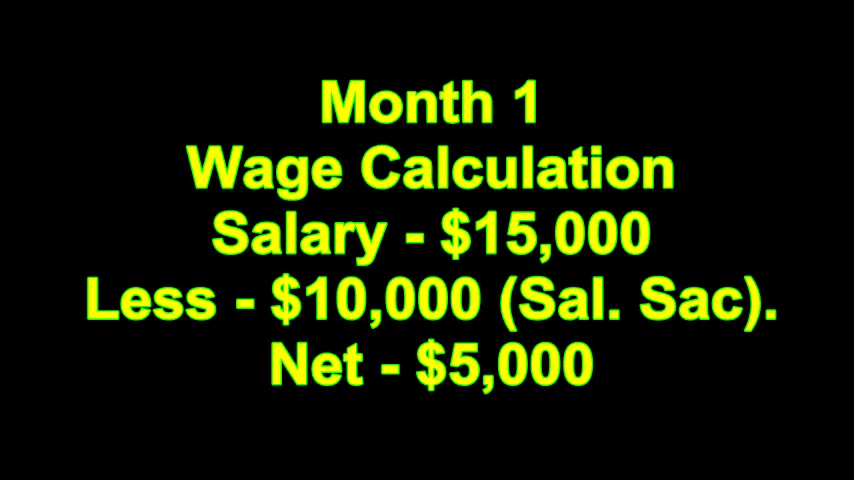 Month 1
Wage Calculation
Salary - $15,000
Less - $10,000 (Sal. Sac).
Net - $5,000